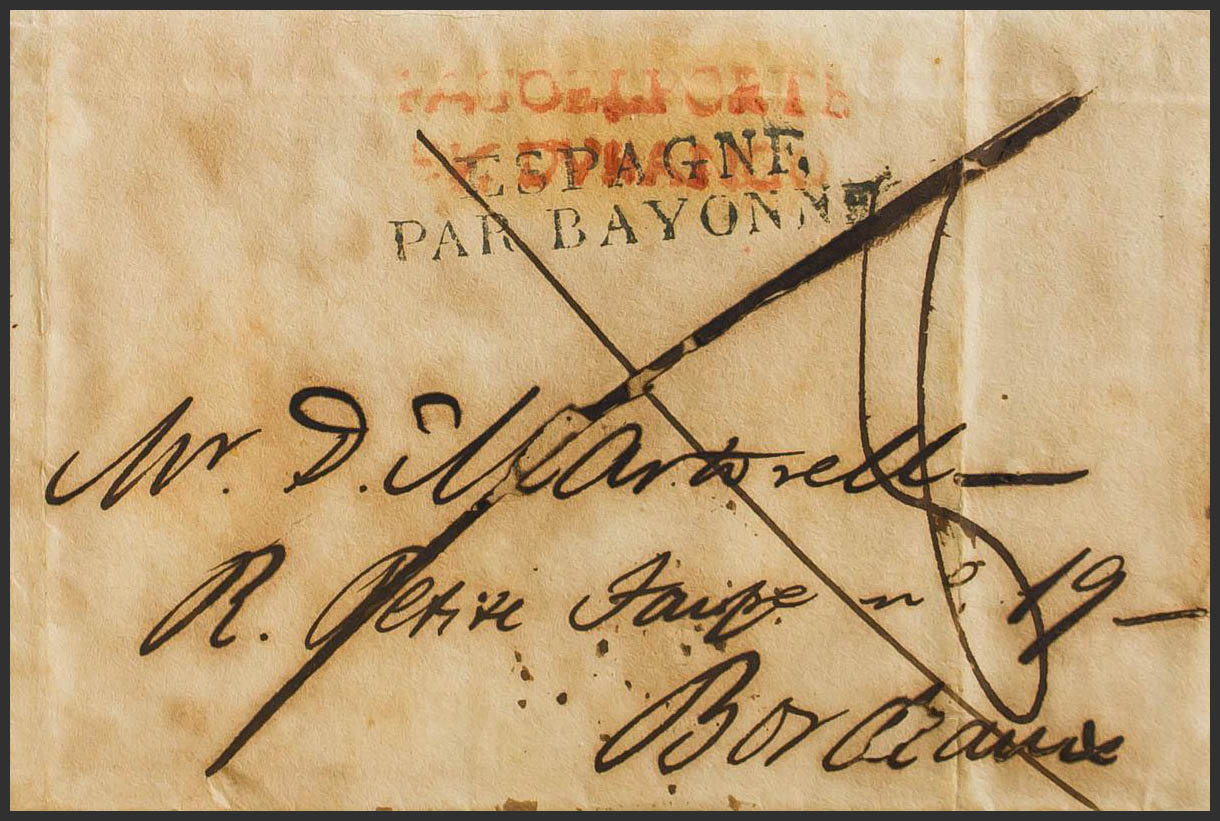 ESPAGNE
PAR BAYONNE
Mr. D. Martorell
R. Petite Taupe n.º 19
Bordeaux